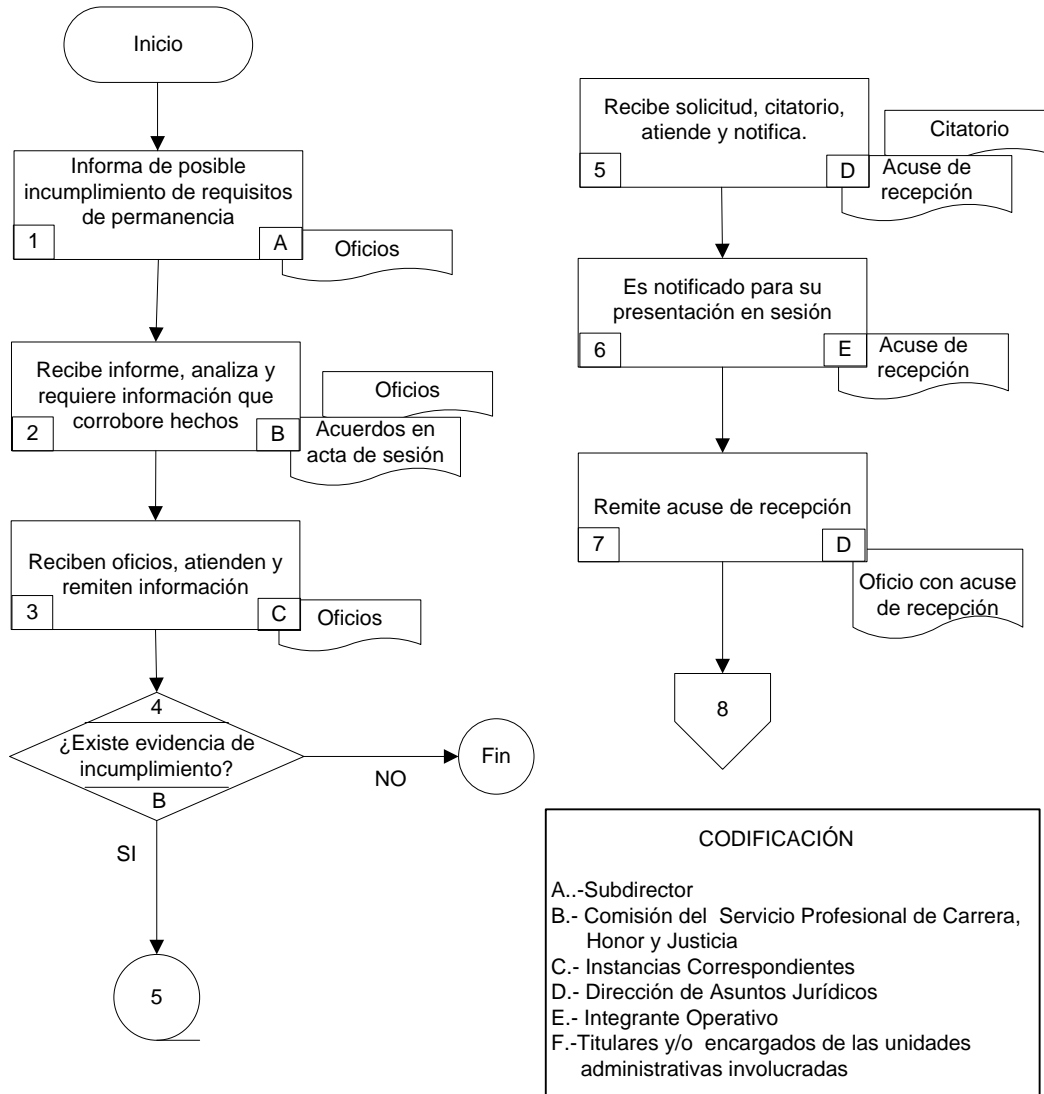 Inicio
Informa de posible
incumplimiento de requisitos
de permanencia
1
A
Oficios
Recibe informe, analiza y
requiere información que
corrobore hechos
2
B
Oficios
Acuerdos en
acta de sesión
Reciben oficios, atienden y
remiten información
3
C
Oficios
4
¿Existe evidencia de
incumplimiento?
B
NO
Fin
SI
5
Recibe solicitud, citatorio,
atiende y notifica.
5
D
Citatorio
Acuse de
recepción
Es notificado para su
presentación en sesión
6
E
Acuse de
recepción
Remite acuse de recepción
7
D
Oficio con acuse
de recepción
8
CODIFICACIÓN
A..-Subdirector
B.- Comisión del Servicio Profesional de Carrera,
Honor y Justicia
C.- Instancias Correspondientes
D.- Dirección de Asuntos Jurídicos
E.- Integrante Operativo
F.-Titulares y/o encargados de las unidades
administrativas involucradas